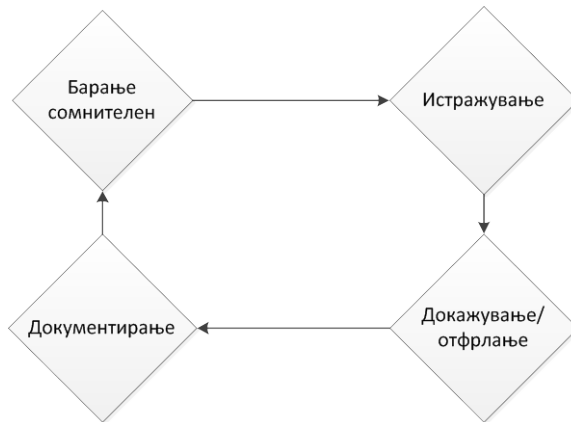 Барање
сомнителен
Истражување
Документирање
Докажување/
отфрлање